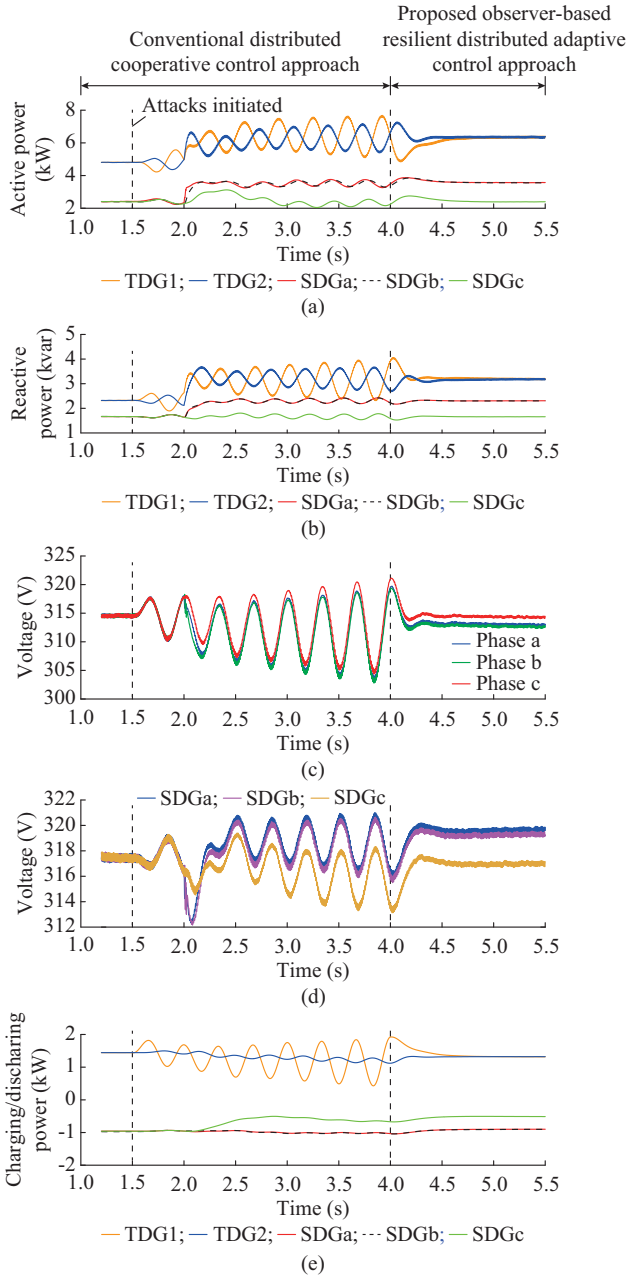 Conventional distributed
cooperative control approach
Proposed observer-based
resilient distributed adaptive
control approach
Attacks initiated
Active power
(kW)
8
6
4
2
1.0 1.5 2.0 2.5 3.0 3.5 4.0 4.5 5.0 5.5
Time (s)
TDG1; TDG2; SDGa; SDGb; SDGc
(a)
Reactive
power (kvar)
5
4
3
2
1
1.0 1.5 2.0 2.5 3.0 3.5 4.0 4.5 5.0 5.5
Time (s)
TDG1; TDG2; SDGa; SDGb; SDGc
(b)
Voltage (V)
325
320
315
310
305
300
Phase a
Phase b
Phase c
1.0 1.5 2.0 2.5 3.0 3.5 4.0 4.5 5.0 5.5
Time (s)
(c)
SDGa; SDGb; SDGc
Voltage (V)
322
320
318
316
314
312
1.0 1.5 2.0 2.5 3.0 3.5 4.0 4.5 5.0 5.5
Time (s)
(d)
Charging/discharing
power (kW)
2
1
0
-1
-2
1.0 1.5 2.0 2.5 3.0 3.5 4.0 4.5 5.0 5.5
Time (s)
TDG1; TDG2; SDGa; SDGb; SDGc
(e)